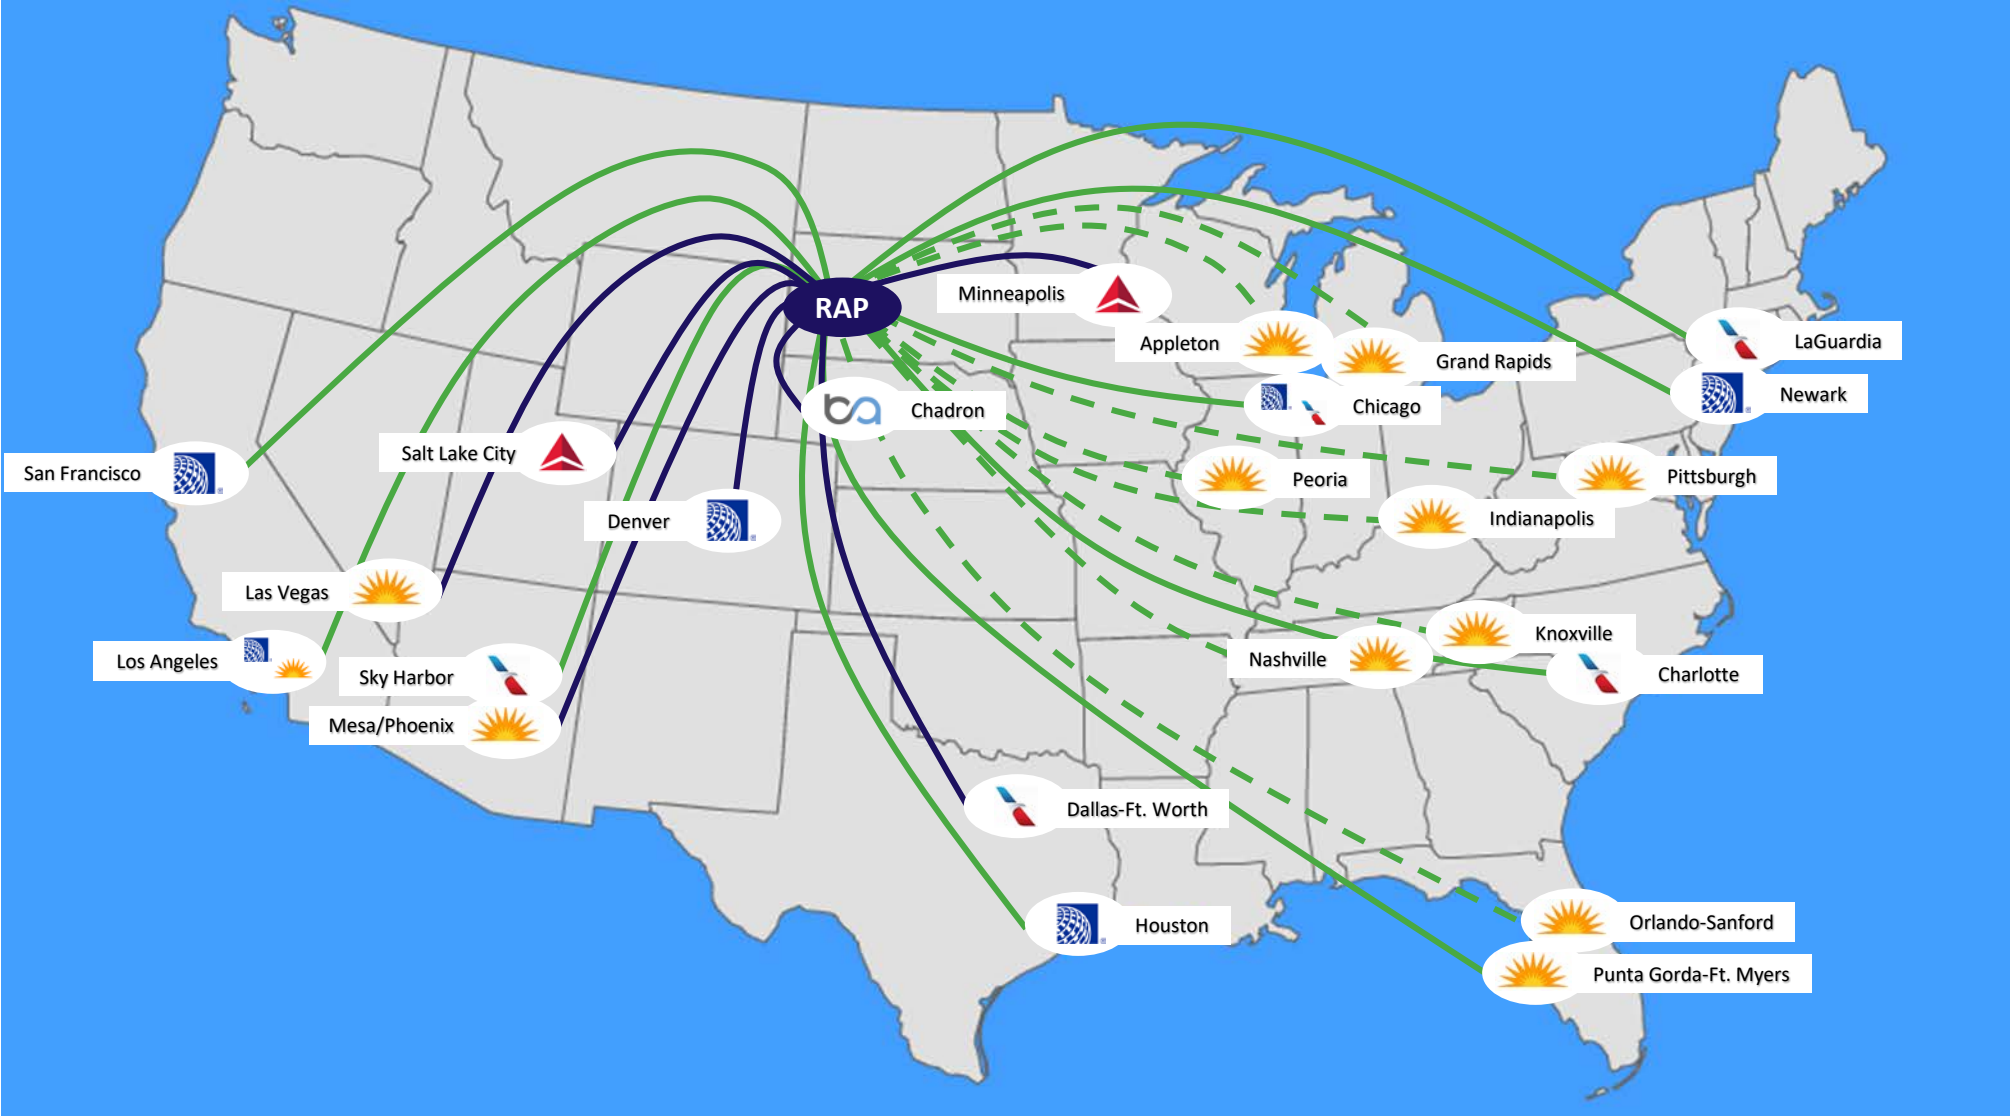 RAP
Minneapolis
Appleton
Grand Rapids
LaGuardia
Newark
Chicago
ba
Chadron
Salt Lake City
San Francisco
Peoria
Pittsburgh
Denver
Indianapolis
Las Vegas
Knoxville
Nashville
Los Angeles
Sky Harbor
Charlotte
Mesa/Phoenix
Dallas-Ft. Worth
Houston
Orlando-Sanford
Punta Gorda-Ft. Myers